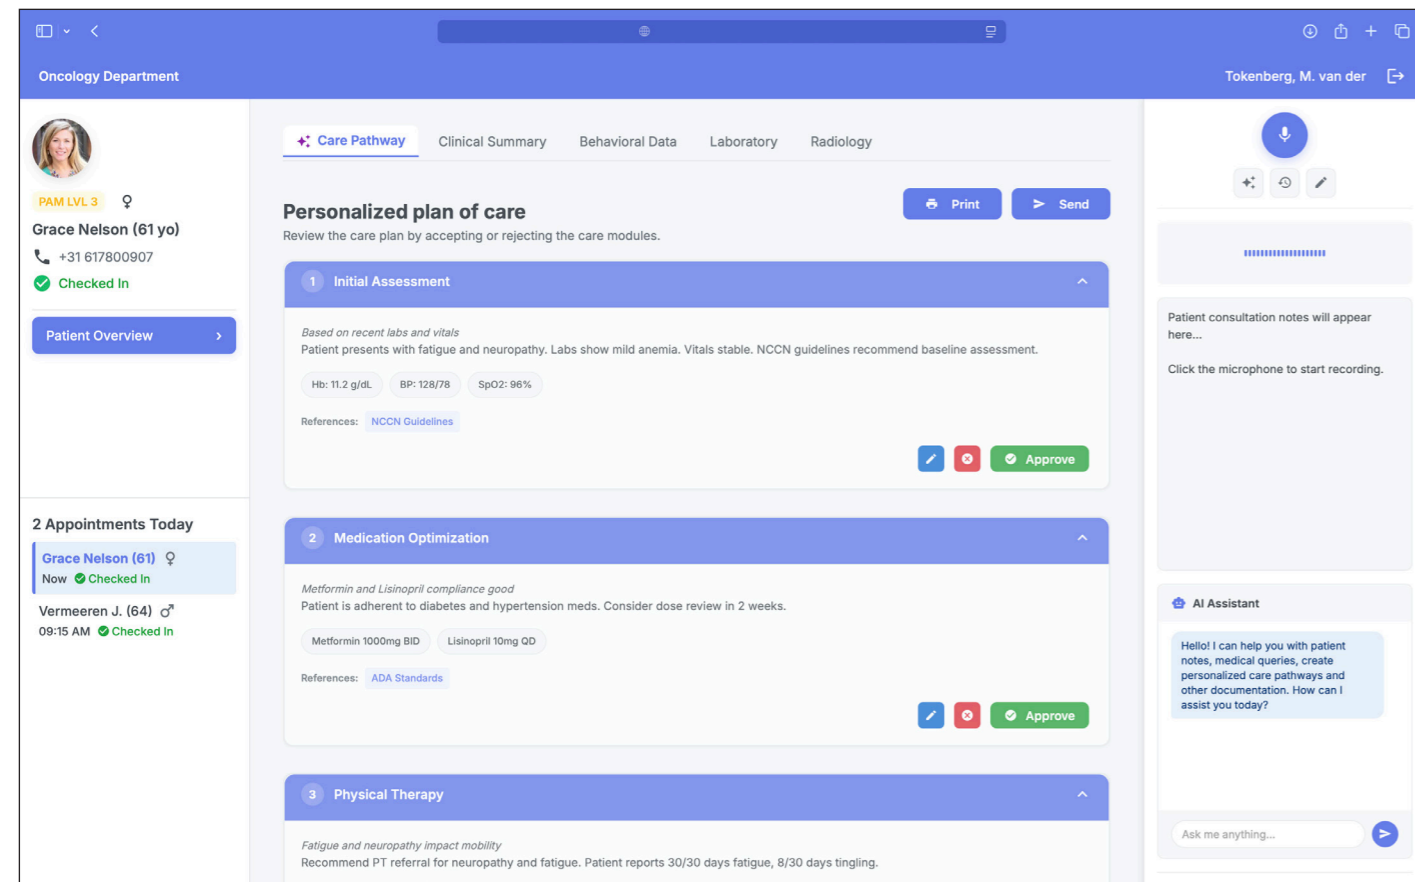 Oncology Department
Tokenberg, M. van der
PAM LVL 3
Grace Nelson (61 yo)
+31 617800907
Checked In
Patient Overview
2 Appointments Today
Grace Nelson (61)
Now Checked In
Vermeeren J. (64)
09:15 AM Checked In
Care Pathway
Clinical Summary
Behavioral Data
Laboratory
Radiology
Personalized plan of care
Print
Send
Review the care plan by accepting or rejecting the care modules.
1 Initial Assessment
Based on recent labs and vitals
Patient presents with fatigue and neuropathy. Labs show mild anemia. Vitals stable. NCCN guidelines recommend baseline assessment.
Hb: 11.2 g/dL
BP: 128/78
SpO2: 96%
References: NCCN Guidelines
Approve
2 Medication Optimization
Metformin and Lisinopril compliance good
Patient is adherent to diabetes and hypertension meds. Consider dose review in 2 weeks.
Metformin 1000mg BID
Lisinopril 10mg QD
References: ADA Standards
Approve
3 Physical Therapy
Fatigue and neuropathy impact mobility
Recommend PT referral for neuropathy and fatigue. Patient reports 30/30 days fatigue, 8/30 days tingling.
Patient consultation notes will appear
here...
Click the microphone to start recording.
AI Assistant
Hello! I can help you with patient
notes, medical queries, create
personalized care pathways and
other documentation. How can I
assist you today?
Ask me anything...